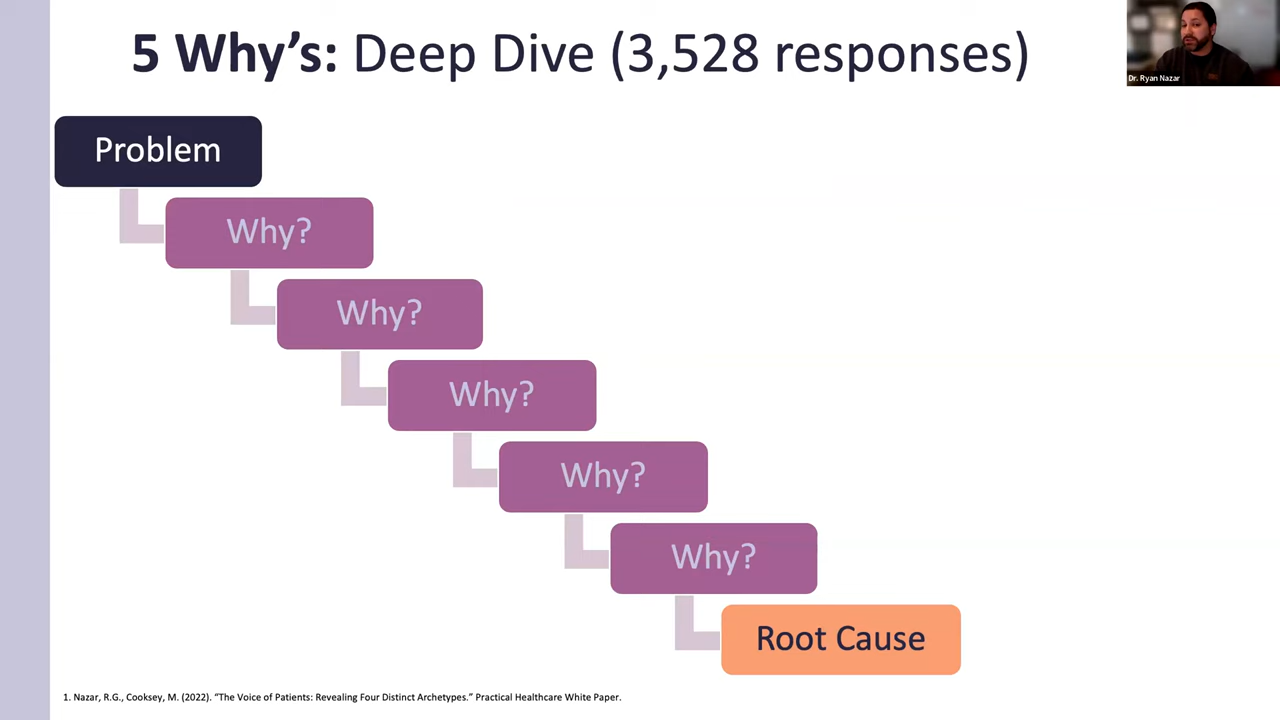 5 Why’s: Deep Dive (3,528 responses)
Dr. Ryan Nazar
Problem
Why?
Why?
Why?
Why?
Why?
Root Cause
1. Nazar, R.G., Cooksey, M. (2022). “The Voice of Patients: Revealing Four Distinct Archetypes.” Practical Healthcare White Paper.